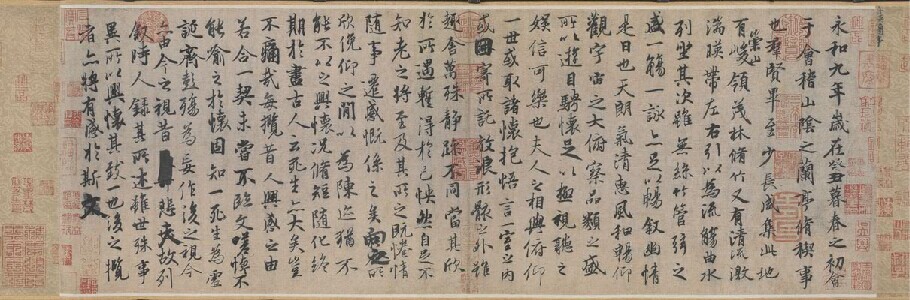 永和九年歲在癸丑暮春之初會
于會稽山陰之蘭亭脩稧事
也羣賢畢至少長咸集此地
有崇山峻領茂林脩竹又有清流激
湍暎帶左右引以為流觴曲水
列坐其次雖無絲竹管弦之
盛一觴一詠亦足以暢敘幽情
是日也天朗氣清惠風和暢仰
觀宇宙之大俯察品類之盛
所以遊目騁懷足以極視聽之
娛信可樂也夫人之相與俯仰
一世或取諸懷抱悟言一室之內
或因寄所託放浪形骸之外雖
趣舍萬殊靜躁不同當其欣
於所遇蹔得於己怏然自足不
知老之將至及其所之既惓情
隨事遷感慨係之矣向之所
欣俛仰之閒以為陳迹猶不
能不以之興懷況脩短隨化終
期於盡古人云死生亦大矣豈
不痛哉每攬昔人興感之由
若合一契未嘗不臨文嗟悼不
能喻之於懷固知一死生為虛
誕齊彭殤為妄作後之視今
亦由今之視昔悲夫故列
敘時人錄其所述雖世殊事
異所以興懷其致一也後之攬
者亦將有感於斯文